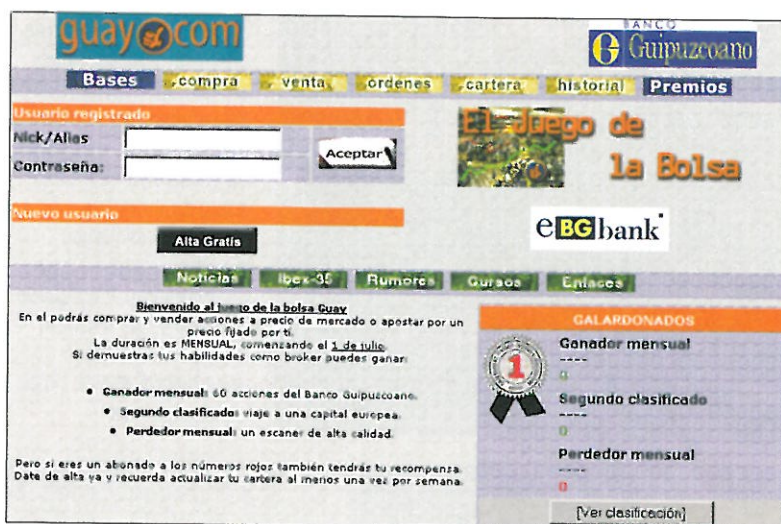 guay@com
BANCO
Guipuzcoano
Bases compra venta ordenes cartera historial Premios
Usuario registrado
Nick/Alias
Contraseña:
Aceptar
El Juego de
la Bolsa
Nuevo usuario
Alta Gratis
eBGbank
Noticias Ibex-35 Rumores Cursos Enlaces
Bienvenido al juego de la bolsa Guay
En el podrás comprar y vender acciones a precio de mercado o apostar por un
precio fijado por ti.
La duración es MENSUAL, comenzando el 1 de julio.
Si demuestras tus habilidades como broker puedes ganar:
• Ganador mensual: 60 acciones del Banco Guipuzcoano.
• Segundo clasificado: viaje a una capital europea.
• Perdedor mensual: un escaner de alta calidad.
Pero si eres un abonado a los números rojos también tendrás tu recompensa.
Date de alta ya y recuerda actualizar tu cartera al menos una vez por semana.
GALARDONADOS
1
Ganador mensual
----
0
Segundo clasificado
----
0
Perdedor mensual
----
0
[Ver clasificación]